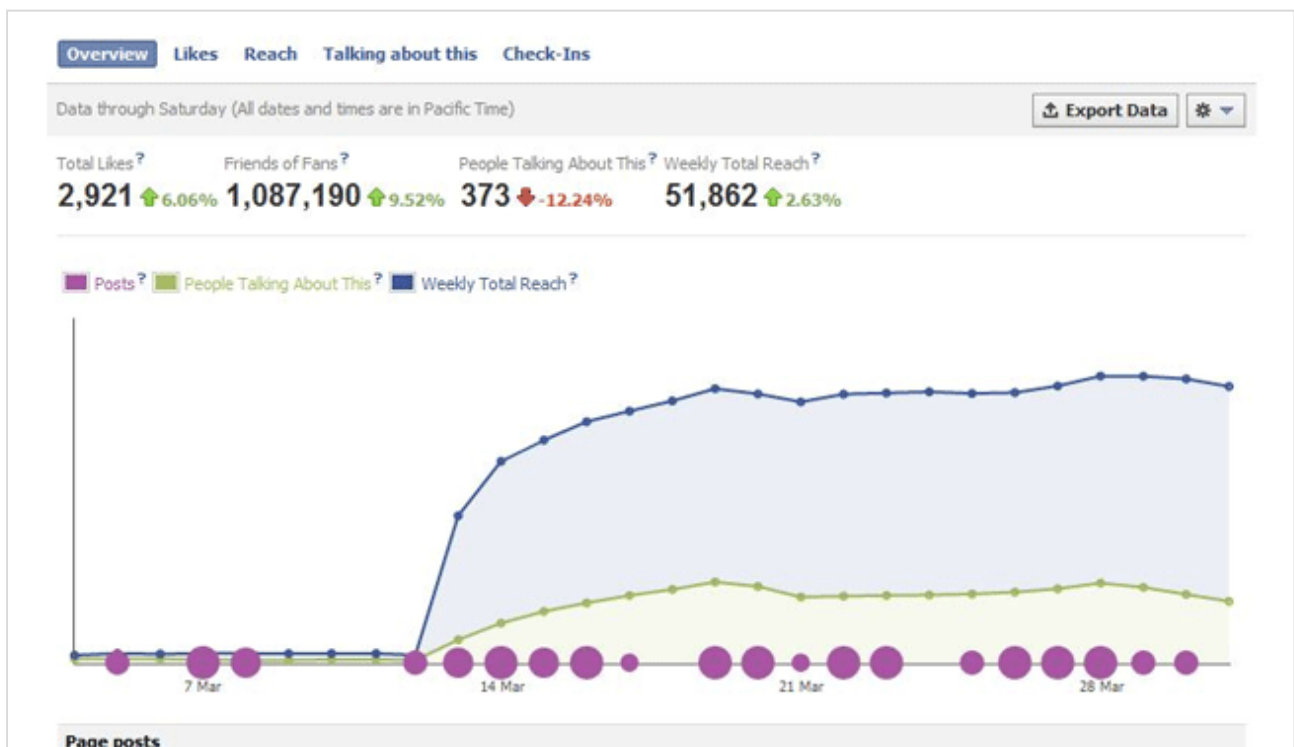 Overview Likes Reach Talking about this Check-Ins
Data through Saturday (All dates and times are in Pacific Time) Export Data
Total Likes? Friends of Fans? People Talking About This? Weekly Total Reach?
2,921 6.06% 1,087,190 9.52% 373 -12.24% 51,862 2.63%
Posts? People Talking About This? Weekly Total Reach?
7 Mar 14 Mar 21 Mar 28 Mar
Page posts